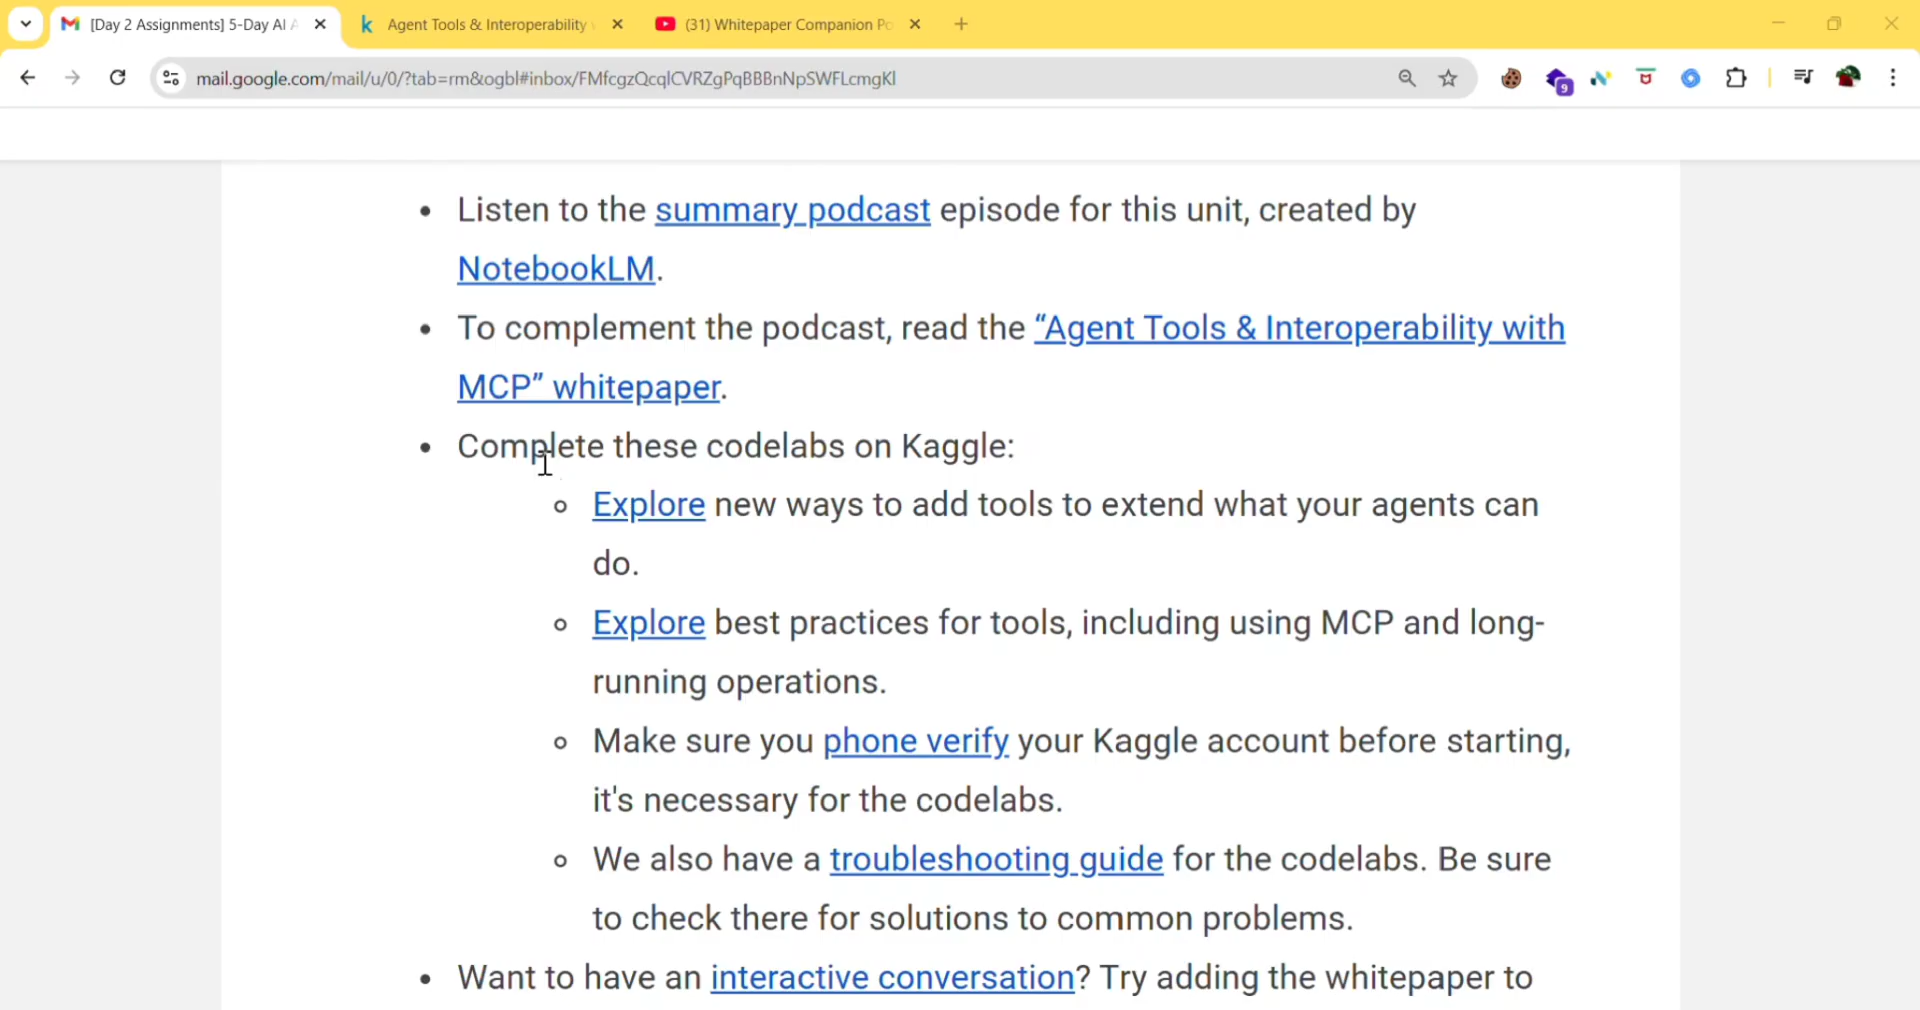 [Day 2 Assignments] 5-Day AI A
Agent Tools & Interoperability
(31) Whitepaper Companion Po
mail.google.com/mail/u/0/?tab=rm&ogbl#inbox/FMfcgzQcqlCVRZgPqBBBnNpSWFLcmgKl
9
• Listen to the summary podcast episode for this unit, created by
NotebookLM.
• To complement the podcast, read the “Agent Tools & Interoperability with
MCP” whitepaper.
• Complete these codelabs on Kaggle:
○ Explore new ways to add tools to extend what your agents can
do.
○ Explore best practices for tools, including using MCP and long-
running operations.
○ Make sure you phone verify your Kaggle account before starting,
it's necessary for the codelabs.
○ We also have a troubleshooting guide for the codelabs. Be sure
to check there for solutions to common problems.
• Want to have an interactive conversation? Try adding the whitepaper to